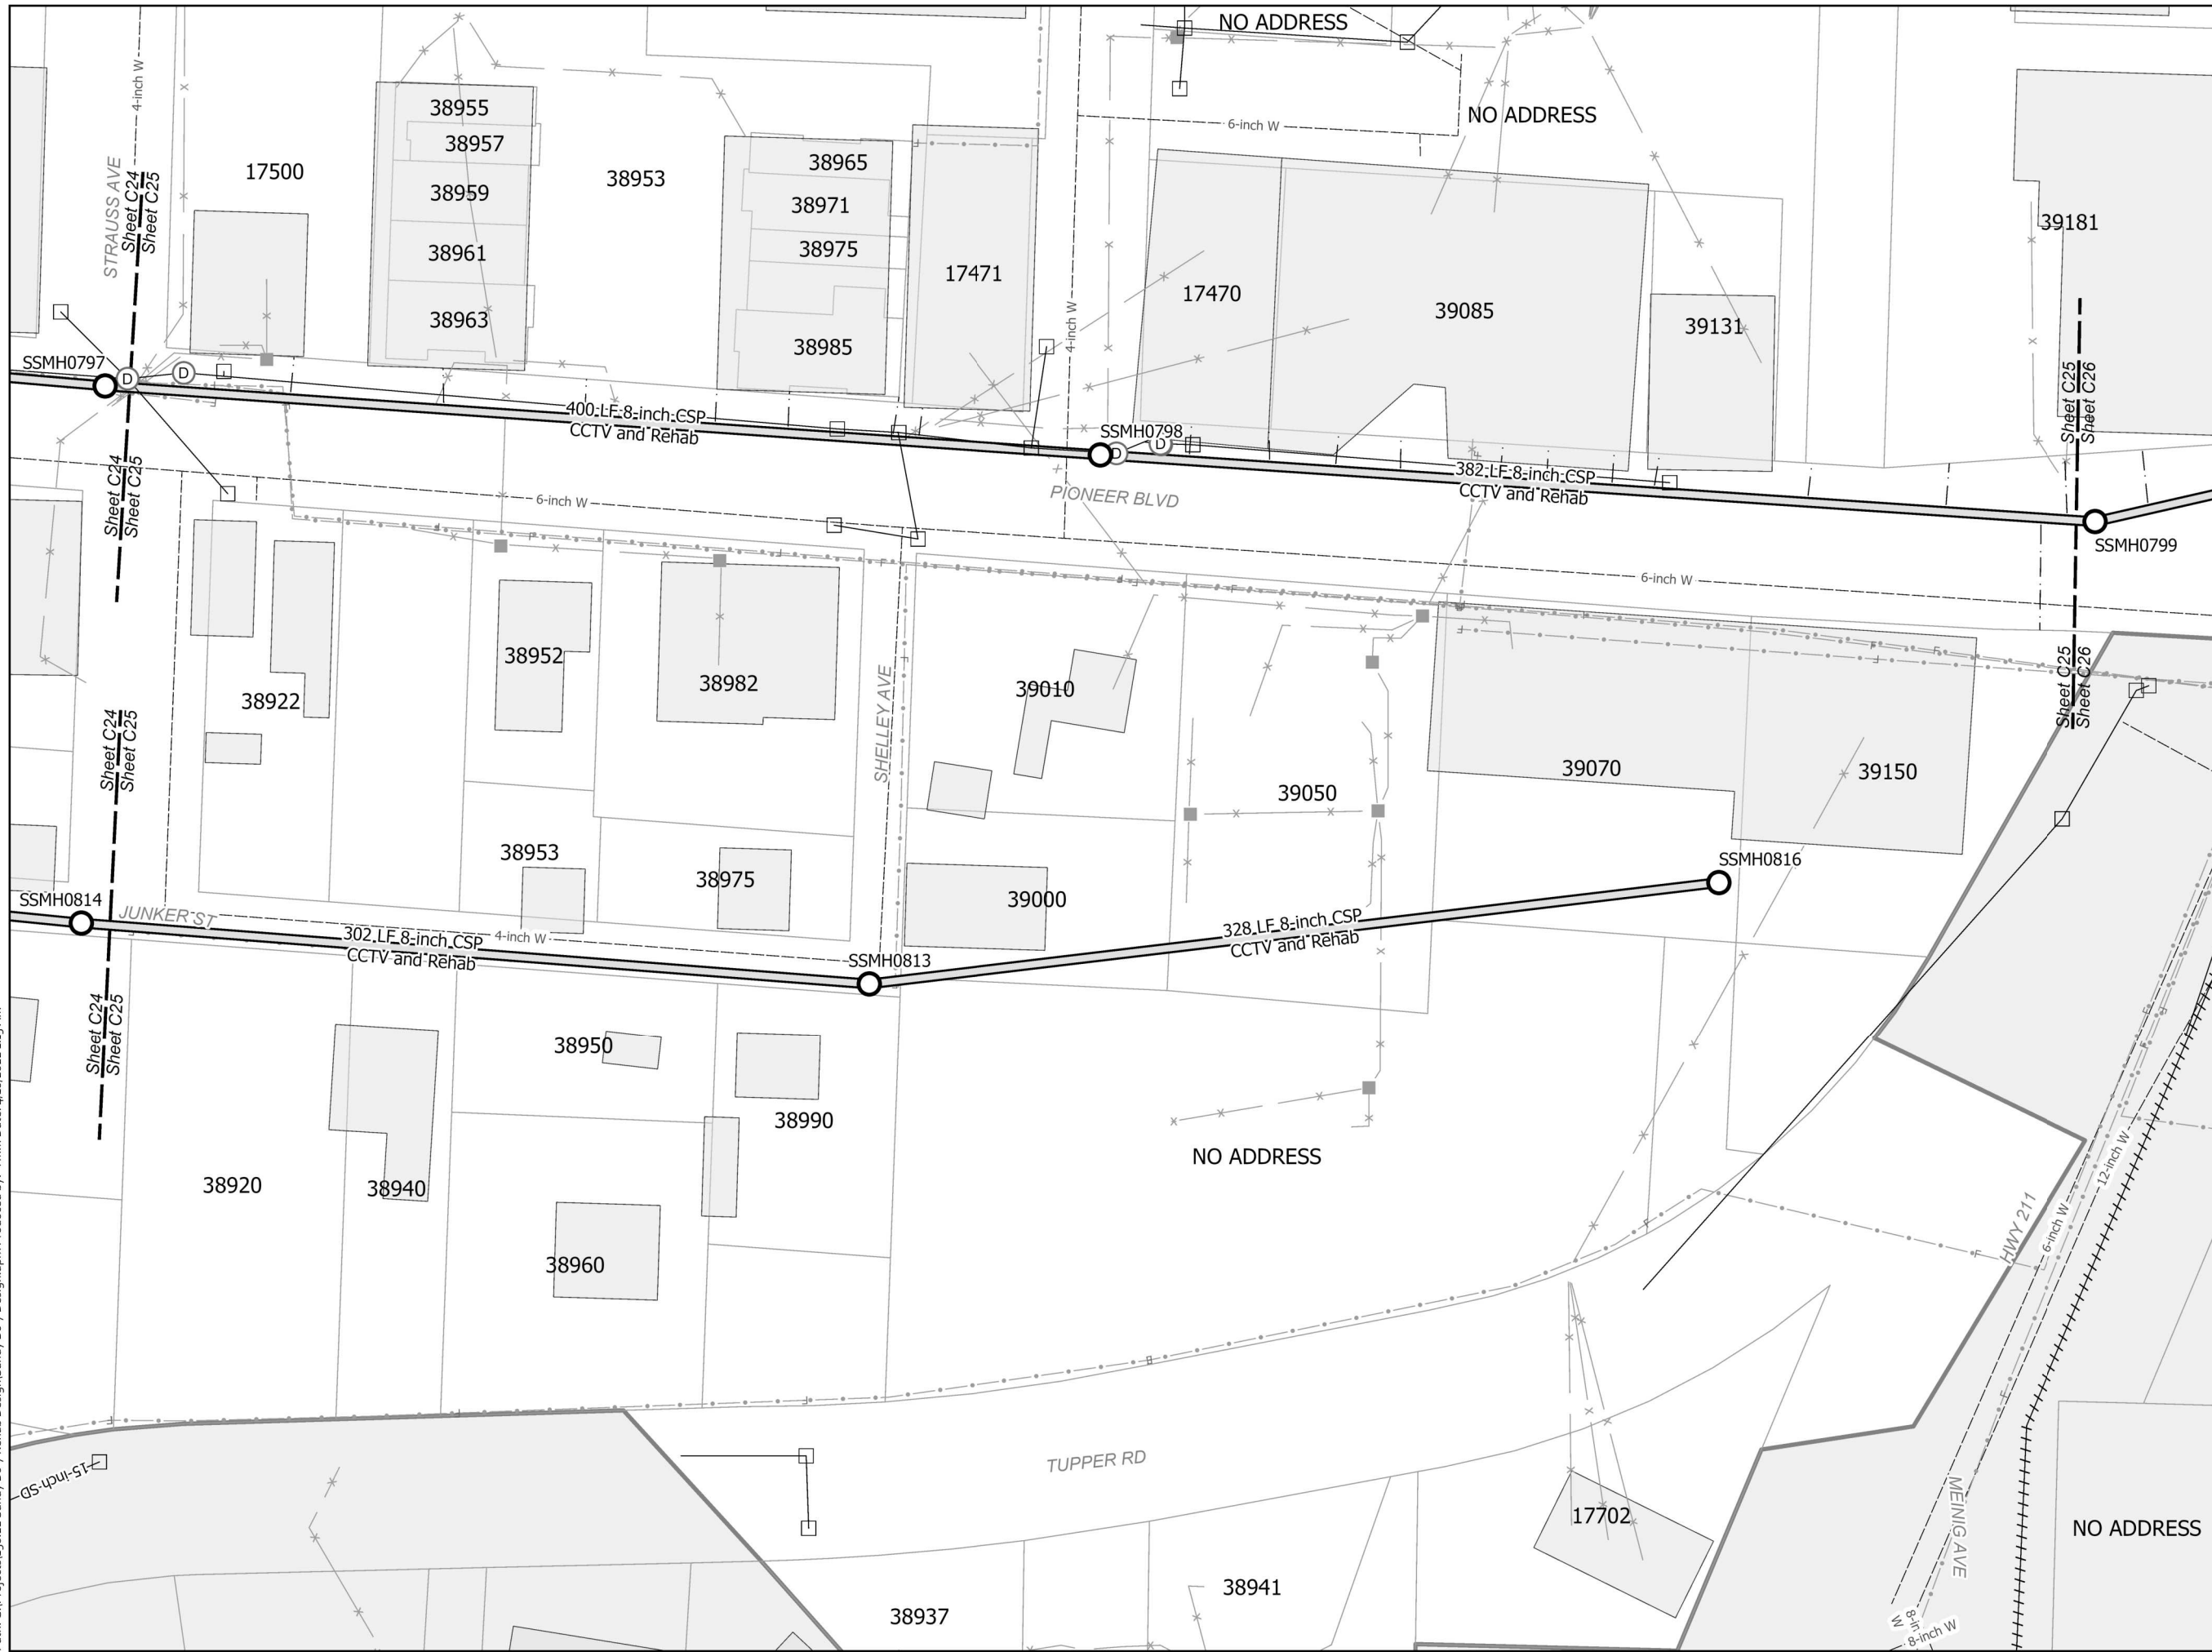 NO ADDRESS
4-inch W
38955
NO ADDRESS
6-inch W
38957
38965
17500
38953
38959
38971
STRAUSS AVE
Sheet C24
Sheet C25
39181
38961
38975
17471
17470
39085
38963
39131
4-inch W
38985
SSMH0797
D
D
400 LF 8-inch CSP
CCTV and Rehab
SSMH0798
D
D
Sheet C25
Sheet C26
382 LF 8-inch CSP
CCTV and Rehab
Sheet C24
Sheet C25
6-inch W
PIONEER BLVD
SSMH0799
6-inch W
38952
38982
38922
39010
SHELLEY AVE
Sheet C25
Sheet C26
Sheet C24
Sheet C25
39070
39150
39050
38953
38975
SSMH0816
SSMH0814
39000
JUNKER ST
302 LF 8-inch CSP
CCTV and Rehab
4-inch W
328 LF 8-inch CSP
CCTV and Rehab
SSMH0813
Sheet C24
Sheet C25
38950
38990
NO ADDRESS
38920
38940
12-inch W
6-inch W
HWY 211
38960
15-inch SD
TUPPER RD
17702
MEINIG AVE
NO ADDRESS
38941
38937
8-in
W
8-inch W